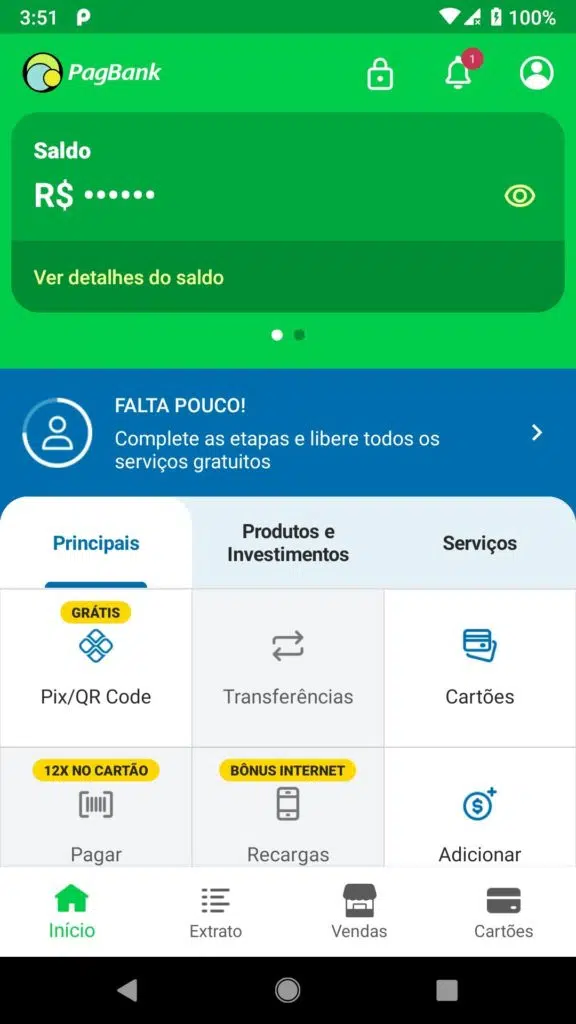 3:51
100%
PagBank
1
Saldo
R$ ••••••
Ver detalhes do saldo
FALTA POUCO!
Complete as etapas e libere todos os
serviços gratuitos
Principais
Produtos e
Investimentos
Serviços
GRÁTIS
Pix/QR Code
Transferências
Cartões
12X NO CARTÃO
Pagar
BÔNUS INTERNET
Recargas
Adicionar
Início
Extrato
Vendas
Cartões